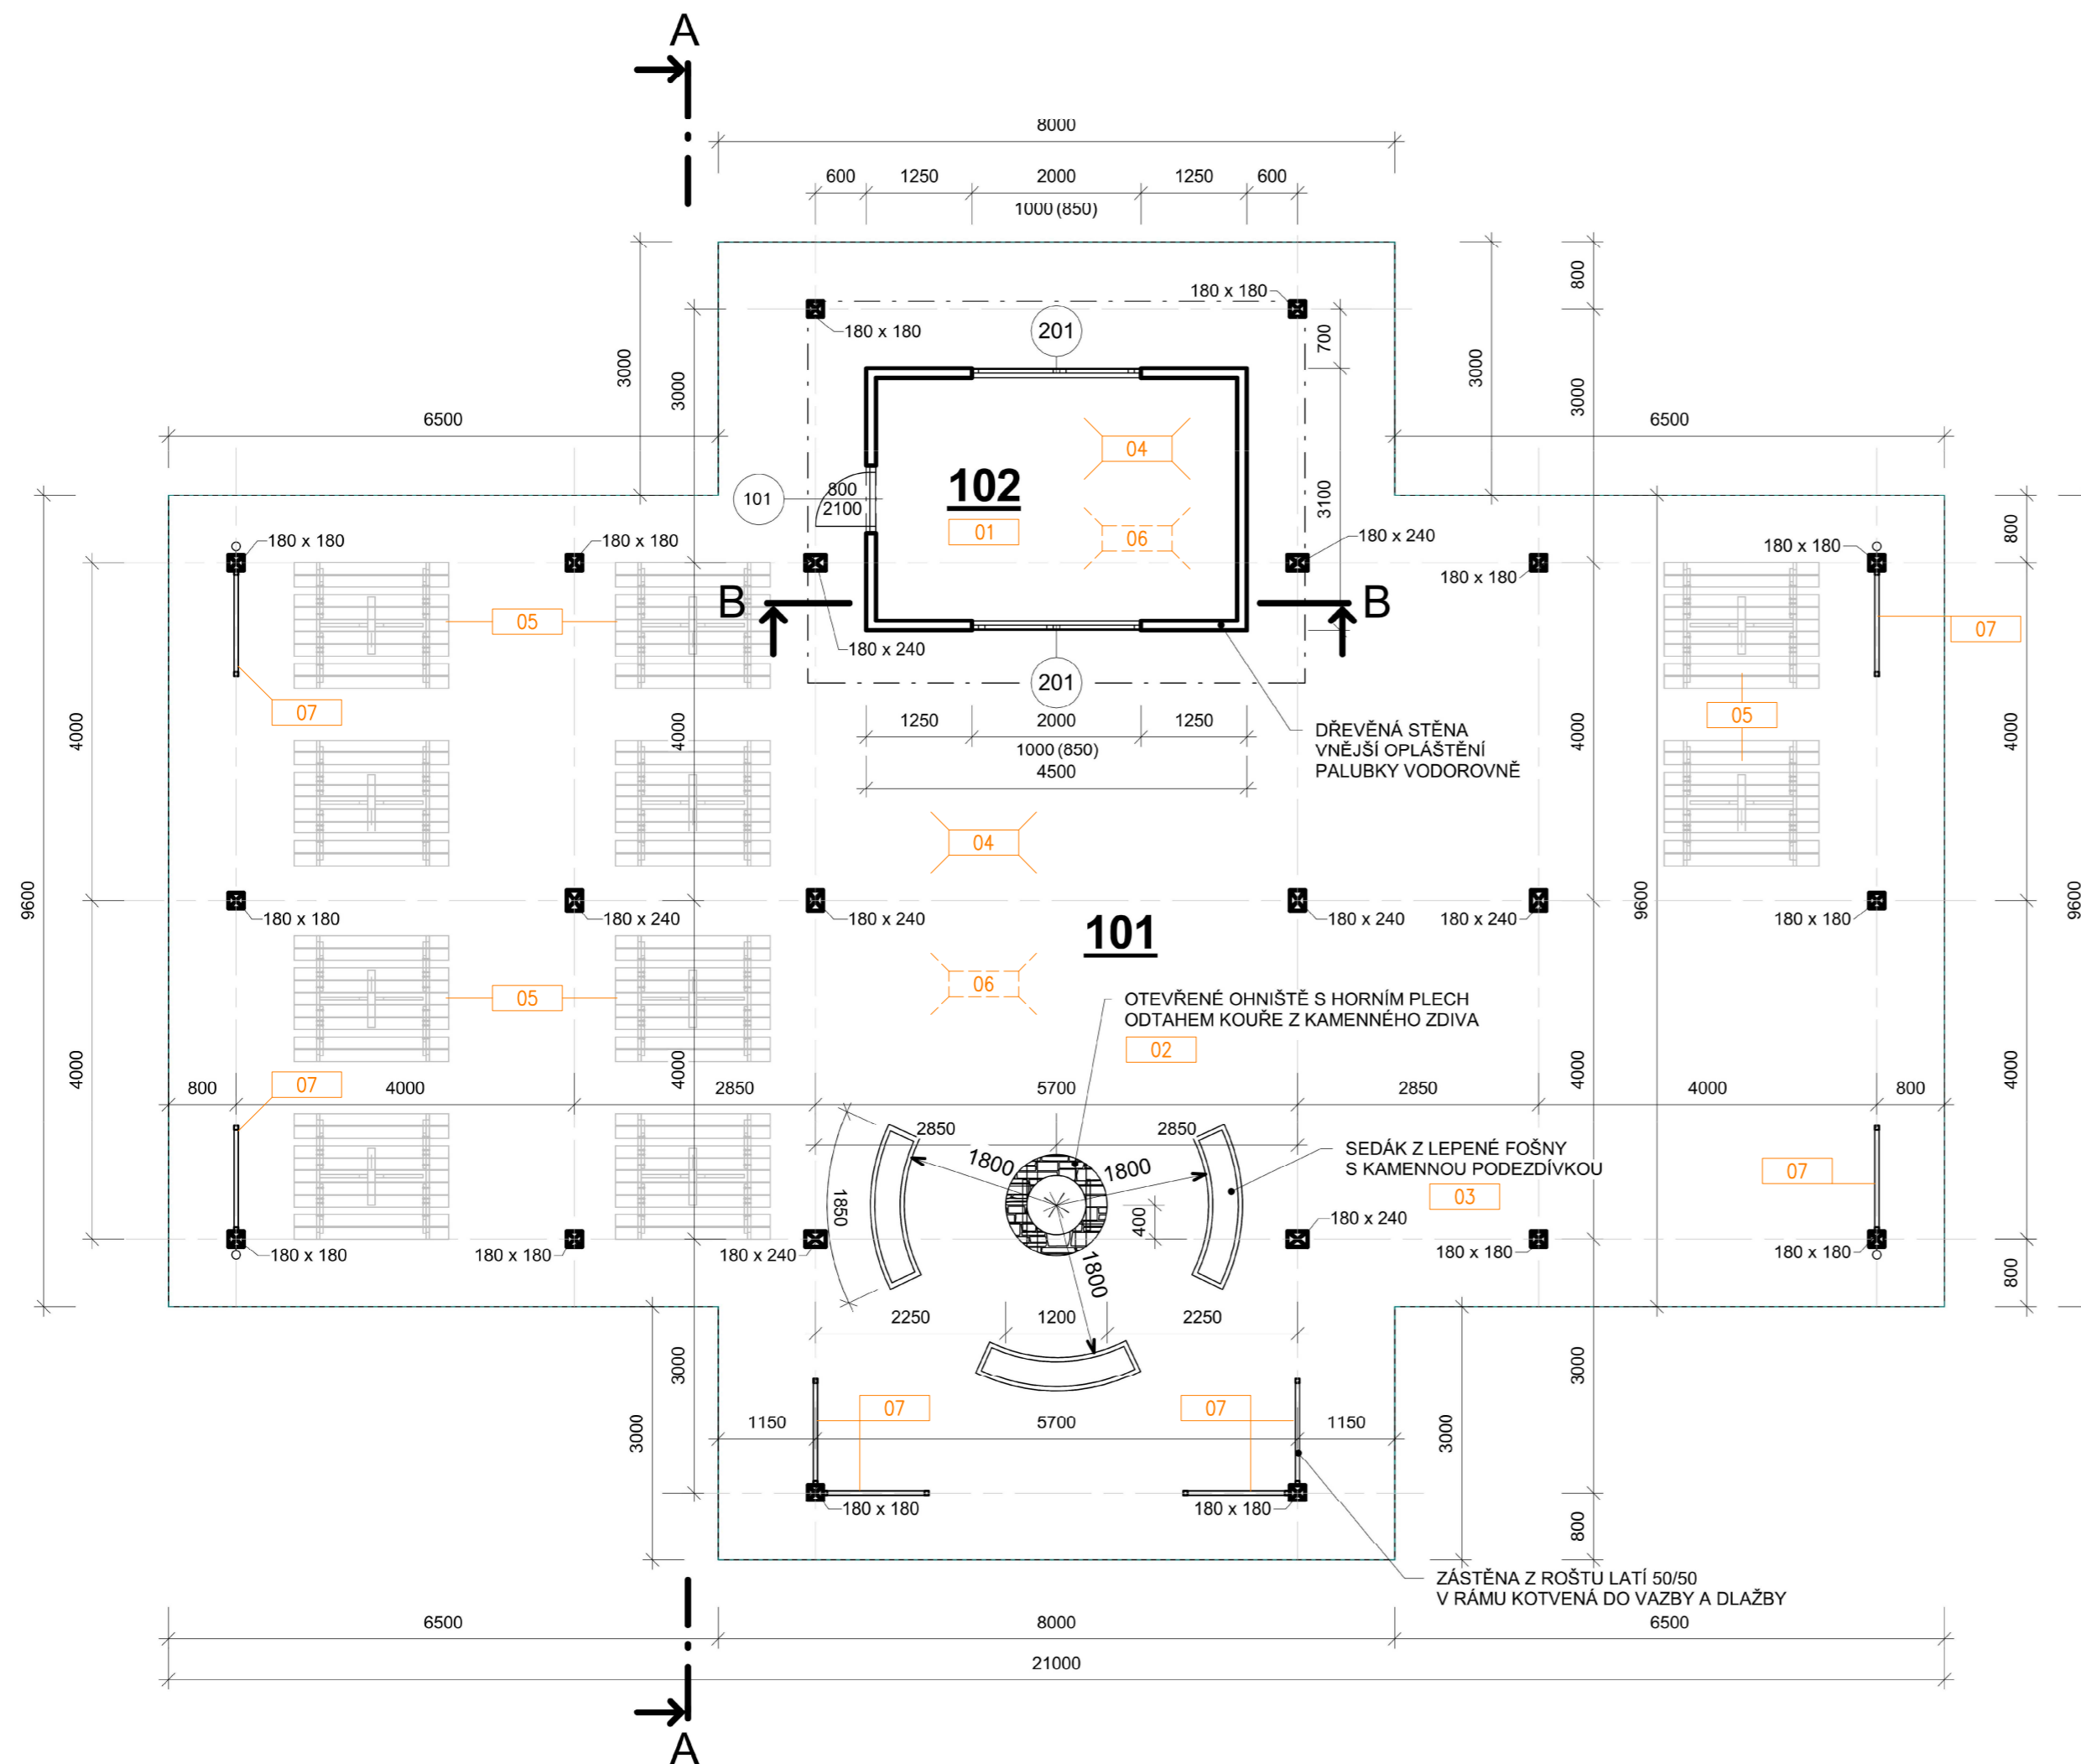 A
8000
600 1250 2000 1250 600
1000 (850)
800
180 x 180
180 x 180
201
700
3000
3000
3000
3000
6500
6500
04
102
800
2100
101
01
06
3100
800
800
180 x 180
180 x 180
180 x 240
180 x 180
180 x 180
B
B
05
07
180 x 240
201
07
05
1250 2000 1250
1000 (850)
4500
DŘEVĚNÁ STĚNA
VNĚJŠÍ OPLÁŠTĚNÍ
PALUBKY VODOROVNĚ
4000
4000
4000
4000
04
9600
9600
9600
180 x 180
180 x 240
180 x 240
180 x 240
180 x 240
180 x 180
101
06
05
OTEVŘENÉ OHNIŠTĚ S HORNÍM PLECH
ODTAHEM KOUŘE Z KAMENNÉHO ZDIVA
02
4000
4000
4000
4000
07
800 4000 2850 5700 2850 4000 800
2850 2850
1800 1800
1850
1800
400
SEDÁK Z LEPENÉ FOŠNY
S KAMENNOU PODEZDÍVKOU
03
07
180 x 240
180 x 180
180 x 180
180 x 240
180 x 180
180 x 180
800
2250 1200 2250
3000
3000
3000
3000
07
07
1150 5700 1150
180 x 180
180 x 180
800
ZÁSTĚNA Z ROŠTU LATÍ 50/50
V RÁMU KOTVENÁ DO VAZBY A DLAŽBY
6500 8000 6500
21000
A